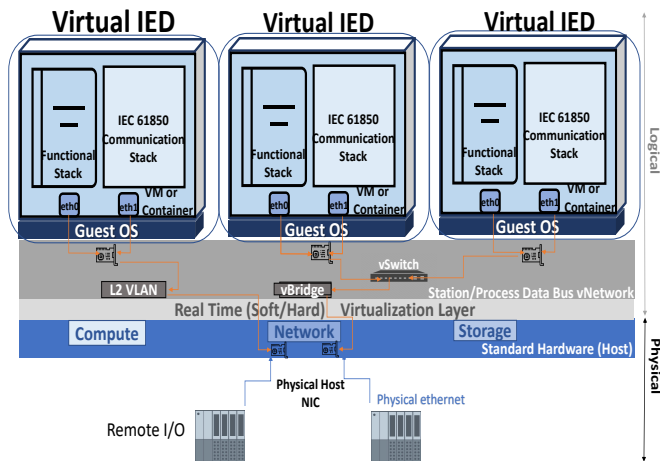 Virtual IED
Virtual IED
Virtual IED
Functional
Stack
IEC 61850
Communication
Stack
eth0
eth1
VM or
Container
Guest OS
Functional
Stack
IEC 61850
Communication
Stack
eth0
eth1
VM or
Container
Guest OS
Functional
Stack
IEC 61850
Communication
Stack
eth0
eth1
VM or
Container
Guest OS
Logical
vSwitch
L2 VLAN
vBridge
Station/Process Data Bus vNetwork
Real Time (Soft/Hard)
Virtualization Layer
Compute
Network
Storage
Standard Hardware (Host)
Physical
Physical Host
NIC
Physical ethernet
Remote I/O